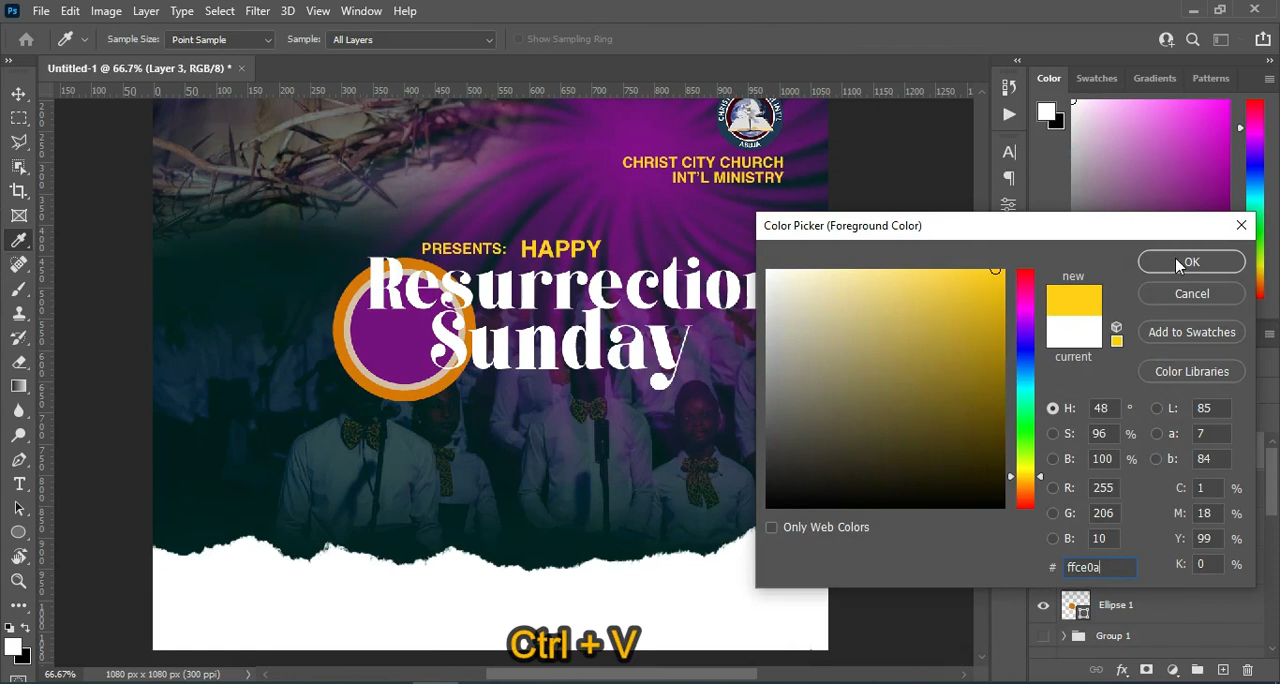 Ps File Edit Image Layer Type Select Filter 3D View Window Help
Sample Size: Point Sample Sample: All Layers Show Sampling Ring
Untitled-1 @ 66.7% (Layer 3, RGB/8) * ×
Color Swatches Gradients Patterns
150 100 50 0 50 100 150 200 250 300 350 400 450 500 550 600 650 700 750 800 850 900 950 1000 1050 1100 1150 1200 1250
ABUJA
CHRIST CITY CHURCH
INT'L MINISTRY
PRESENTS: HAPPY
Resurrection
Sunday
Color Picker (Foreground Color)
OK
new
Cancel
Add to Swatches
current
Color Libraries
H: 48 ° L: 85
S: 96 % a: 7
B: 100 % b: 84
R: 255 C: 1 %
G: 206 M: 18 %
B: 10 Y: 99 %
# ffce0a K: 0 %
Only Web Colors
Ellipse 1
Group 1
Ctrl + V
66.67% 1080 px x 1080 px (300 ppi)
fx